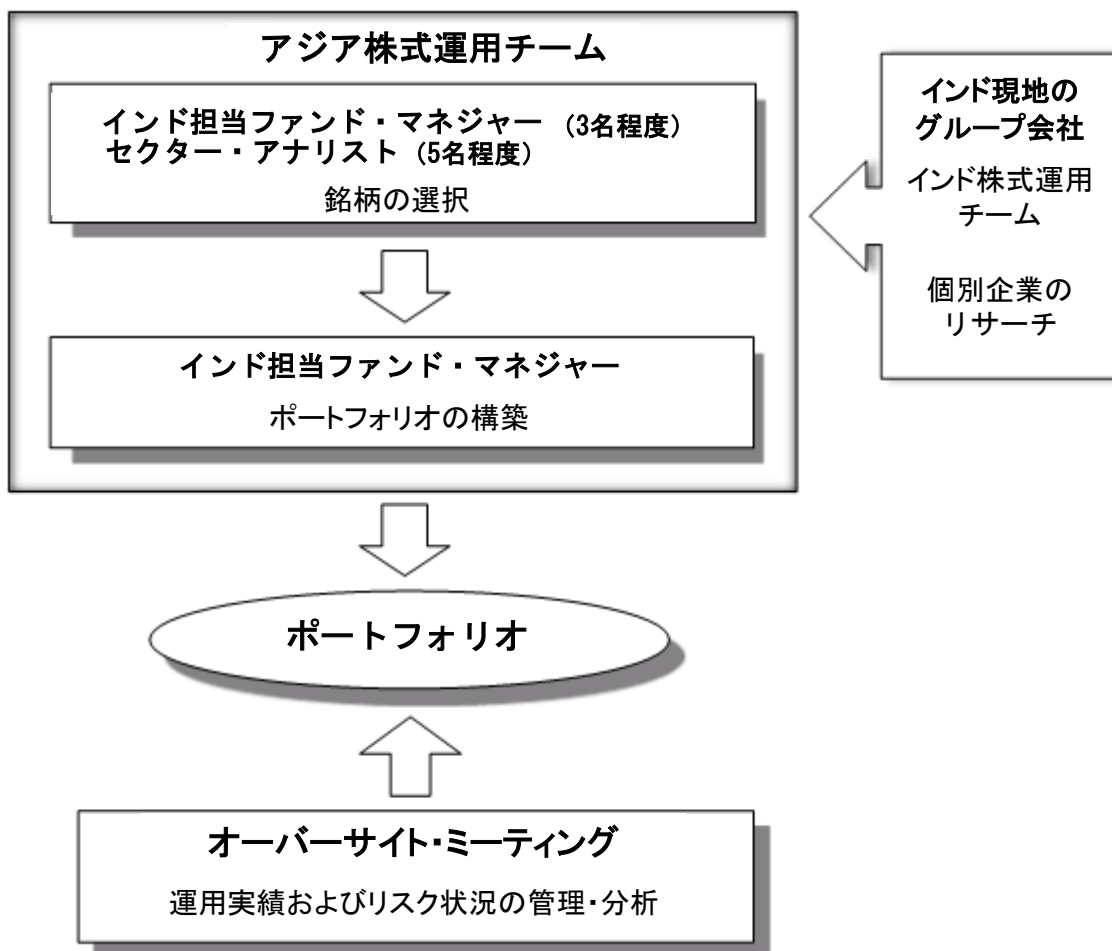 アジア株式運用チーム
インド担当ファンド・マネジャー（3名程度）
セクター・アナリスト（5名程度）
銘柄の選択
インド担当ファンド・マネジャー
ポートフォリオの構築
インド現地の
グループ会社
インド株式運用
チーム
個別企業の
リサーチ
ポートフォリオ
オーバーサイト・ミーティング
運用実績およびリスク状況の管理・分析